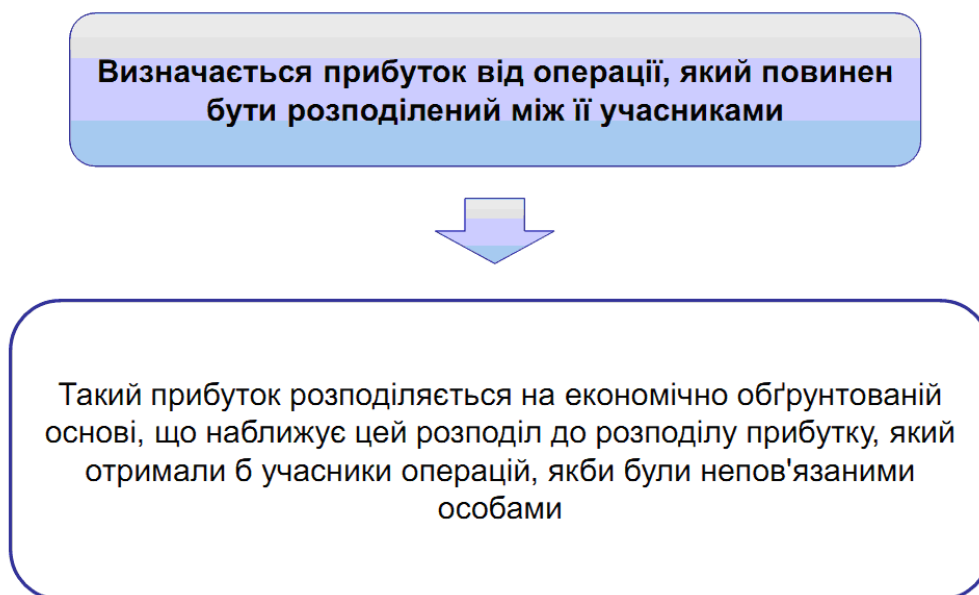 Визначається прибуток від операції, який повинен
бути розподілений між її учасниками
Такий прибуток розподіляється на економічно обґрунтованій
основі, що наближує цей розподіл до розподілу прибутку, який
отримали б учасники операцій, якби були непов'язаними
особами